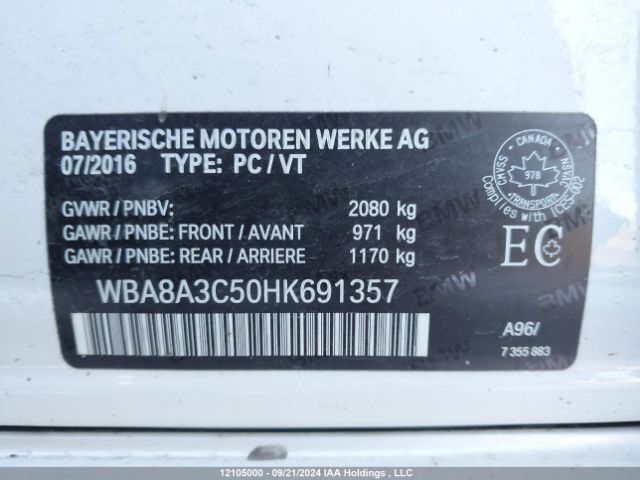 BAYERISCHE MOTOREN WERKE AG
07/2016 TYPE: PC / VT
GVWR / PNBV: 2080 kg
GAWR / PNBE: FRONT / AVANT 971 kg
GAWR / PNBE: REAR / ARRIERE 1170 kg
WBA8A3C50HK691357
CANADA
CMVSS
NSVAC
978
TRANSPORT
Complies with ICES-002
EC
A96/
7 355 883
BMW
12105000 - 09/21/2024 IAA Holdings , LLC